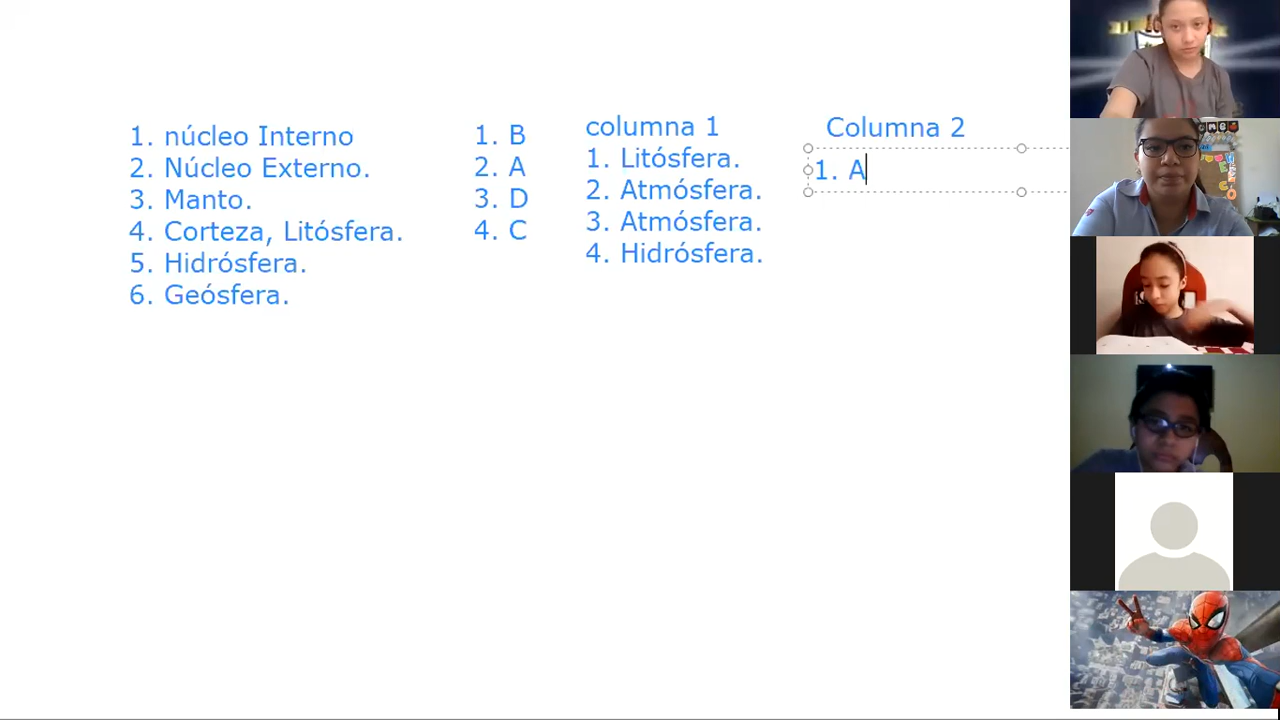 1. núcleo Interno
2. Núcleo Externo.
3. Manto.
4. Corteza, Litósfera.
5. Hidrósfera.
6. Geósfera.
1. B
2. A
3. D
4. C
columna 1
1. Litósfera.
2. Atmósfera.
3. Atmósfera.
4. Hidrósfera.
Columna 2
1. A